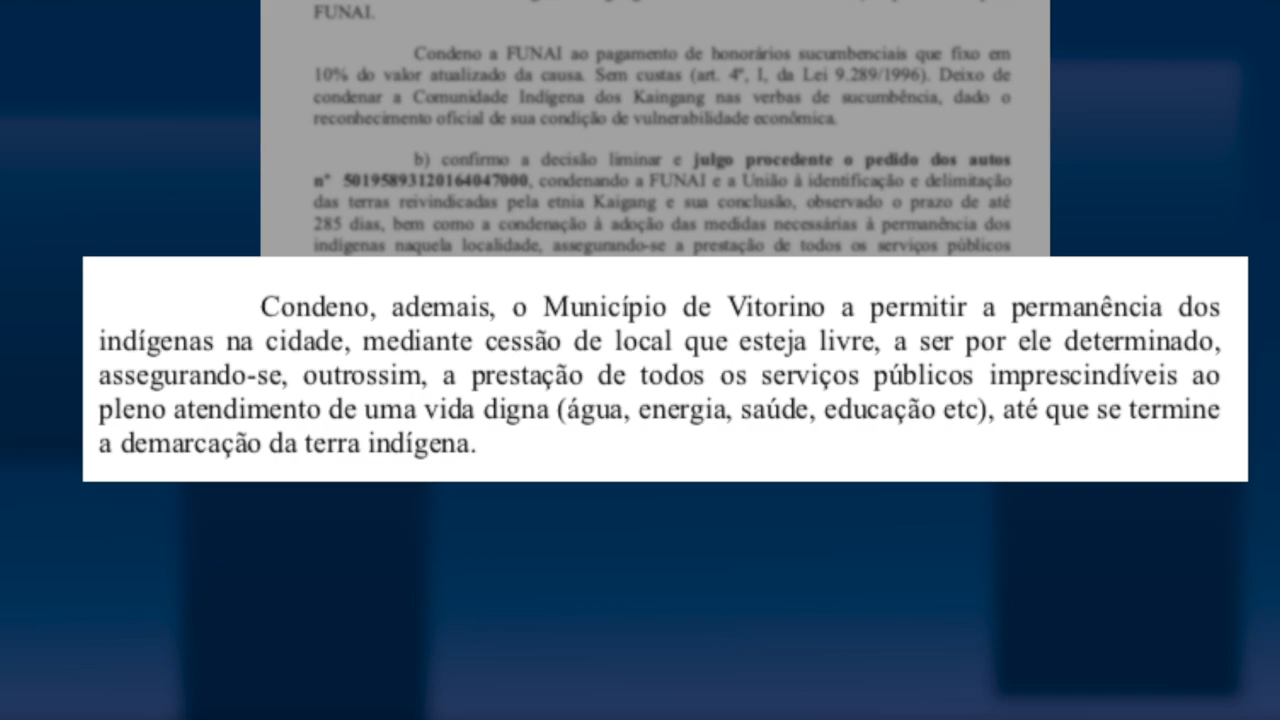 FUNAI.
Condeno a FUNAI ao pagamento de honorários sucumbenciais que fixo em
10% do valor atualizado da causa. Sem custas (art. 4º, I, da Lei 9.289/1996). Deixo de
condenar a Comunidade Indígena dos Kaingang nas verbas de sucumbência, dado o
reconhecimento oficial de sua condição de vulnerabilidade econômica.
b) confirmo a decisão liminar e julgo procedente o pedido dos autos
nº 50195893120164047000, condenando a FUNAI e a União à identificação e delimitação
das terras reivindicadas pela etnia Kaigang e sua conclusão, observado o prazo de até
285 dias, bem como a condenação à adoção das medidas necessárias à permanência dos
indígenas naquela localidade, assegurando-se a prestação de todos os serviços públicos
Condeno, ademais, o Município de Vitorino a permitir a permanência dos
indígenas na cidade, mediante cessão de local que esteja livre, a ser por ele determinado,
assegurando-se, outrossim, a prestação de todos os serviços públicos imprescindíveis ao
pleno atendimento de uma vida digna (água, energia, saúde, educação etc), até que se termine
a demarcação da terra indígena.